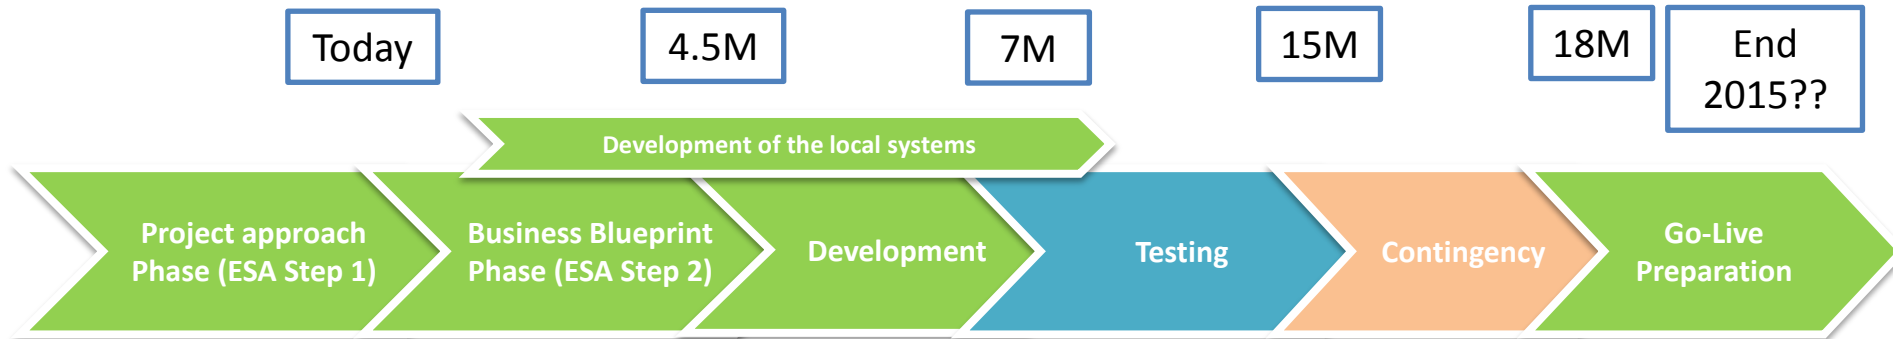 Today
4.5M
7M
15M
18M
End
2015??
Development of the local systems
Project approach
Phase (ESA Step 1)
Business Blueprint
Phase (ESA Step 2)
Development
Testing
Contingency
Go-Live
Preparation